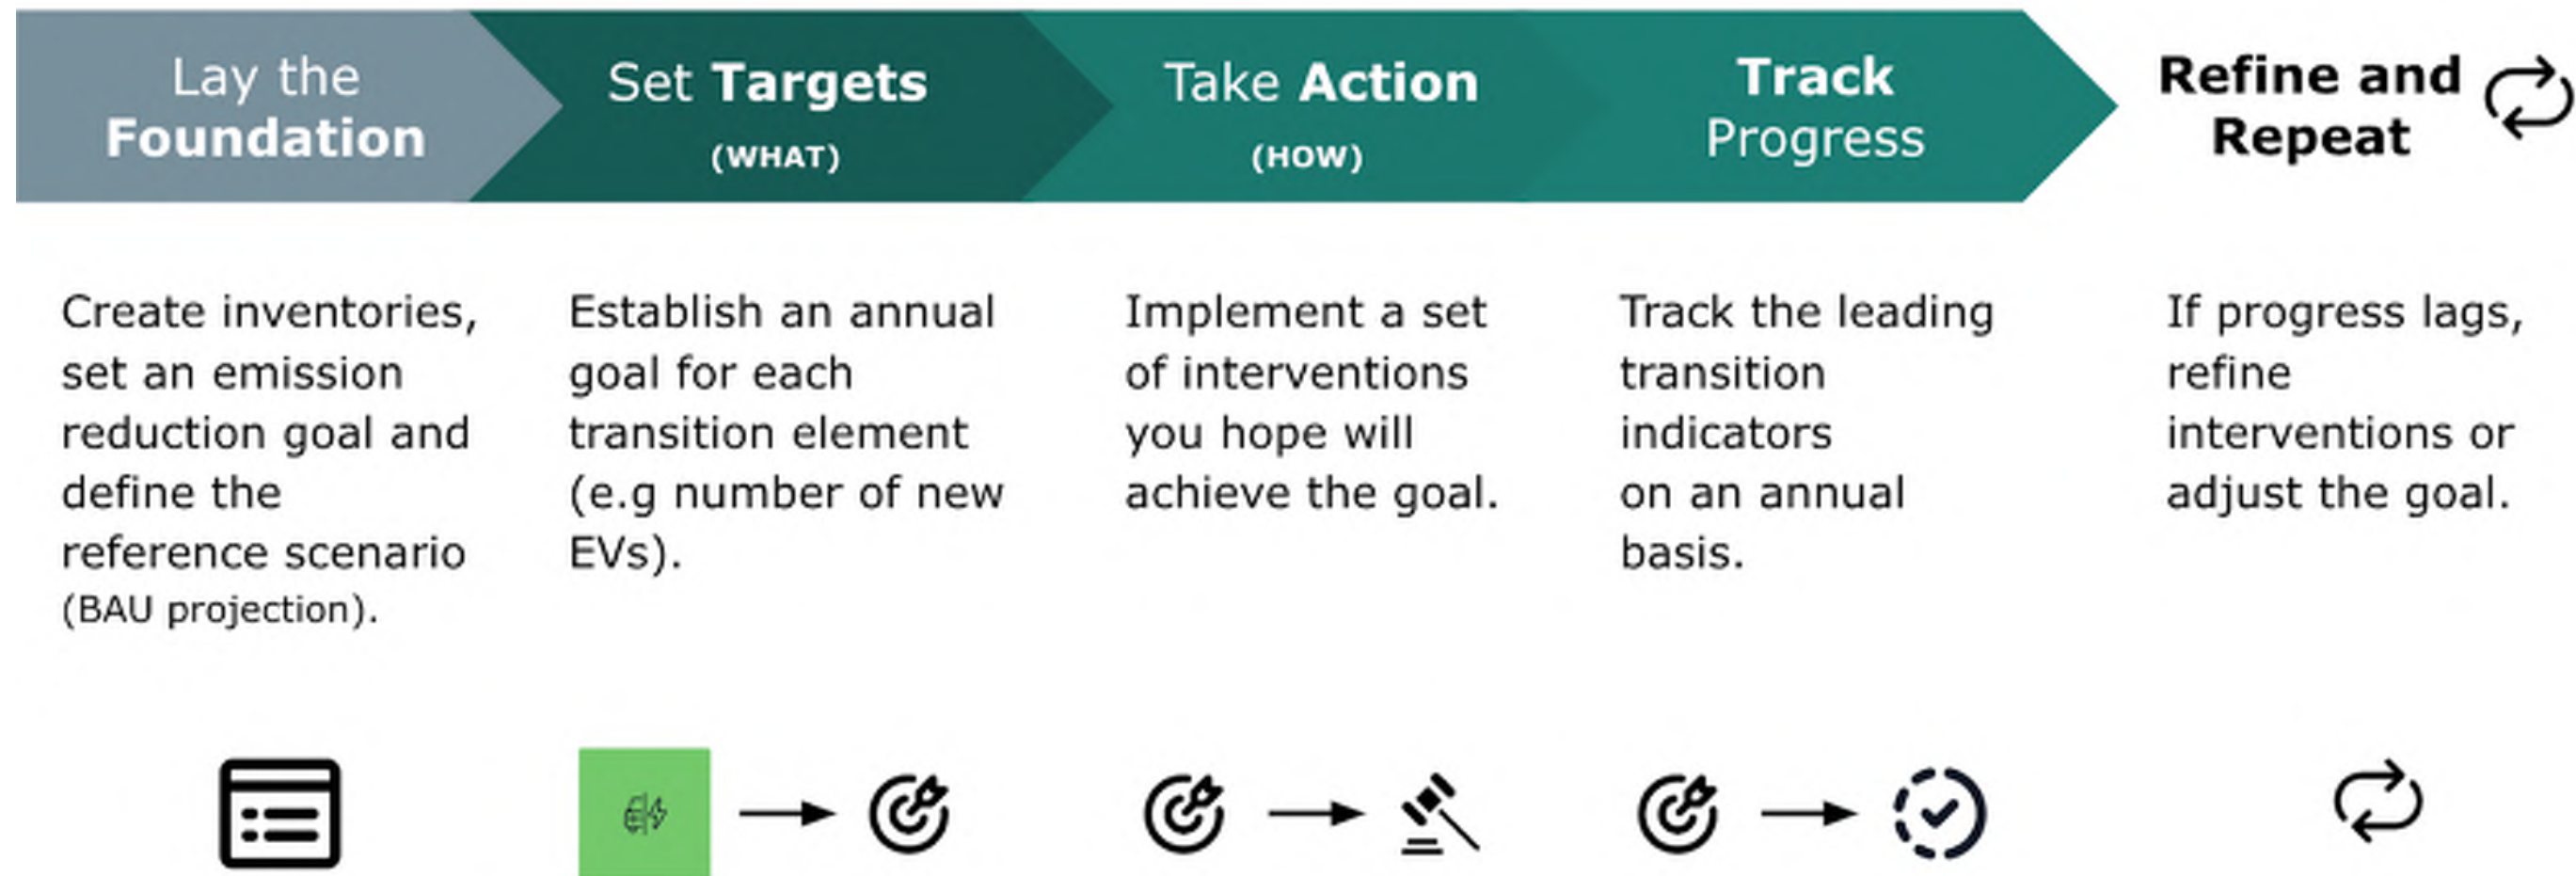 Lay the
Foundation
Set Targets
(WHAT)
Take Action
(HOW)
Track
Progress
Refine and
Repeat
Create inventories,
set an emission
reduction goal and
define the
reference scenario
(BAU projection).
Establish an annual
goal for each
transition element
(e.g number of new
EVs).
Implement a set
of interventions
you hope will
achieve the goal.
Track the leading
transition
indicators
on an annual
basis.
If progress lags,
refine
interventions or
adjust the goal.